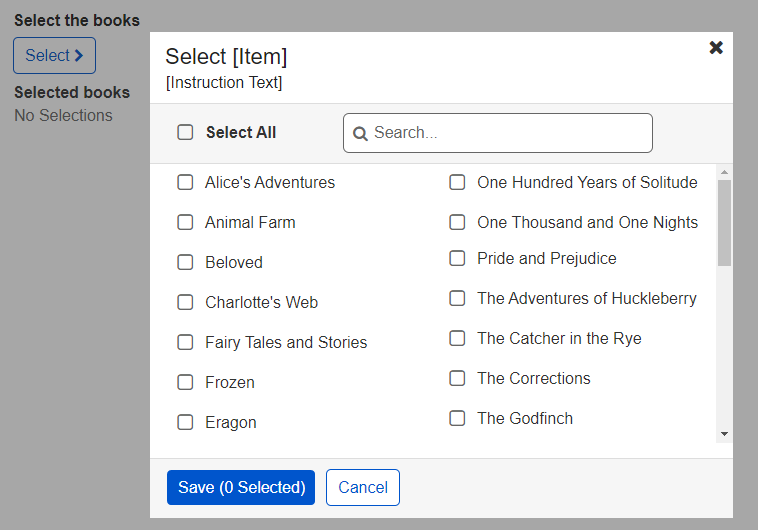 Select the books
Select
Selected books
No Selections
Select [Item]
[Instruction Text]
Select All
Search...
Alice's Adventures
Animal Farm
Beloved
Charlotte's Web
Fairy Tales and Stories
Frozen
Eragon
One Hundred Years of Solitude
One Thousand and One Nights
Pride and Prejudice
The Adventures of Huckleberry
The Catcher in the Rye
The Corrections
The Godfinch
Save (0 Selected)
Cancel